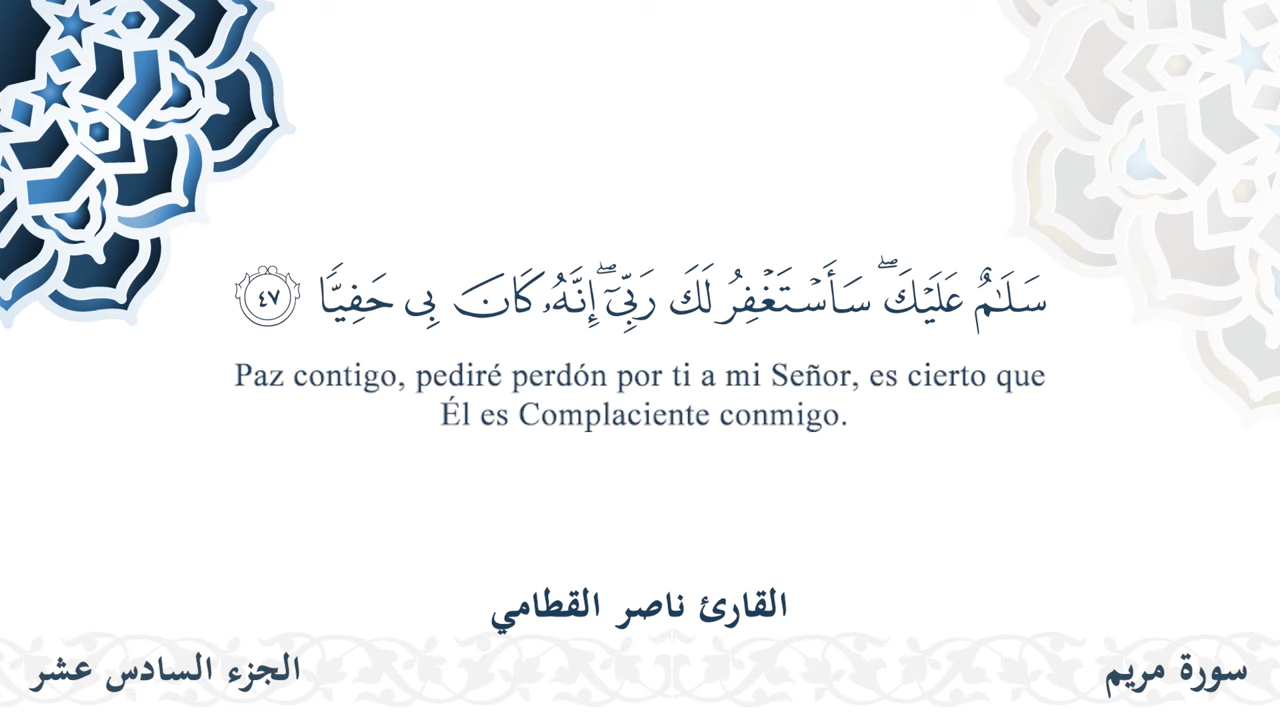 سَلَـٰمٌ عَلَيۡكَۖ سَأَسۡتَغۡفِرُ لَكَ رَبِّيٓۖ إِنَّهُۥ كَانَ بِي حَفِيّٗا ٤٧
Paz contigo, pediré perdón por ti a mi Señor, es cierto que
Él es Complaciente conmigo.
القارئ ناصر القطامي
سورة مريم
الجزء السادس عشر